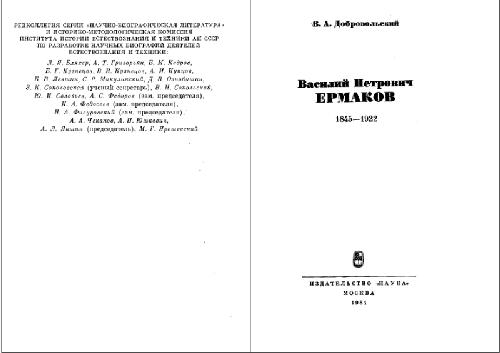 РЕДКОЛЛЕГИЯ СЕРИИ «НАУЧНО-БИОГРАФИЧЕСКАЯ ЛИТЕРАТУРА»
И ИСТОРИКО-МЕТОДОЛОГИЧЕСКАЯ КОМИССИЯ
ИНСТИТУТА ИСТОРИИ ЕСТЕСТВОЗНАНИЯ И ТЕХНИКИ АН СССР
ПО РАЗРАБОТКЕ НАУЧНЫХ БИОГРАФИЙ ДЕЯТЕЛЕЙ
ЕСТЕСТВОЗНАНИЯ И ТЕХНИКИ:
Л. Я. Бляхер, А. Т. Григорьян, Б. М. Кедров,
Б. Г. Кузнецов, В. И. Кузнецов, А. И. Купцов,
Б. В. Левшин, С. Р. Микулинский, Д. В. Ознобишин,
З. К. Соколовская (ученый секретарь), В. Н. Сокольский,
Ю. И. Соловьев, А. С. Федоров (зам. председателя),
И. А. Федосеев (зам. председателя),
Н. А. Фигуровский (зам. председателя),
А. А. Чеканов, А. П. Юшкевич,
А. Л. Яншин (председатель), М. Г. Ярошевский
В. А. Добровольский
Василий Петрович
ЕРМАКОВ
1845—1922
ИЗДАТЕЛЬСТВО «НАУКА»
МОСКВА
1981